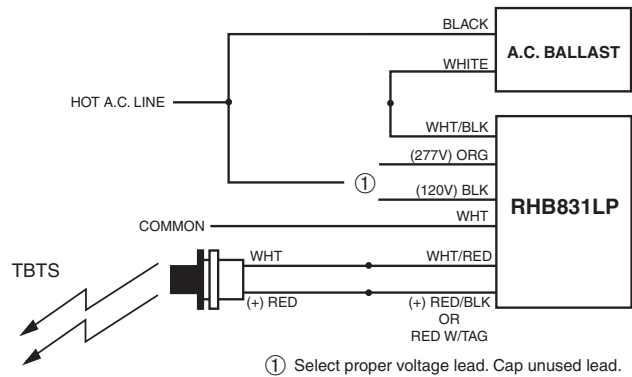 BLACK
A.C. BALLAST
WHITE
HOT A.C. LINE
WHT/BLK
(277V) ORG
①
(120V) BLK
RHB831LP
WHT
COMMON
TBTS
WHT
WHT/RED
(+) RED
(+) RED/BLK
OR
RED W/TAG
① Select proper voltage lead. Cap unused lead.